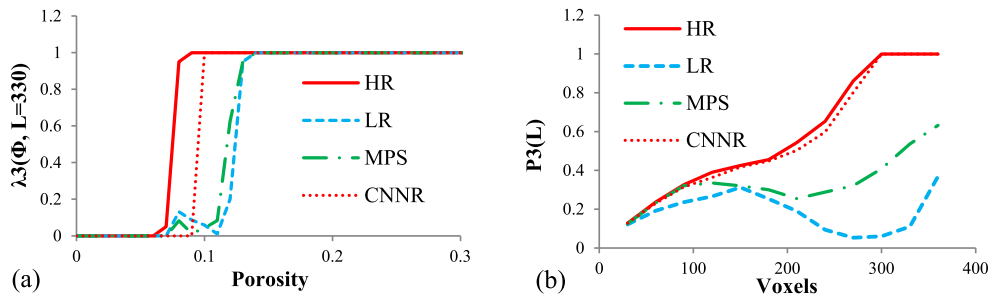 1.2
1
0.8
0.6
0.4
0.2
0
λ3(Φ, L=330)
HR
LR
MPS
CNNR
0 0.1 0.2 0.3
(a) Porosity
1.2
1
0.8
0.6
0.4
0.2
0
P3(L)
HR
LR
MPS
CNNR
0 100 200 300 400
(b) Voxels